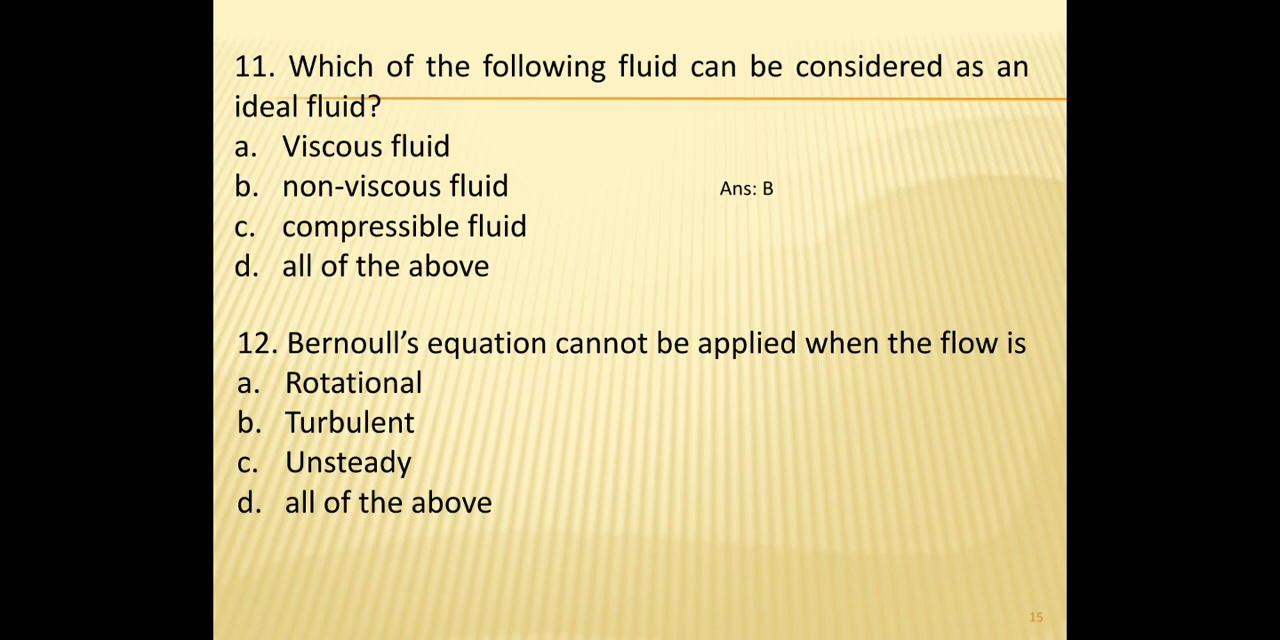 11. Which of the following fluid can be considered as an
ideal fluid?
a. Viscous fluid
b. non-viscous fluid
Ans: B
c. compressible fluid
d. all of the above
12. Bernoull’s equation cannot be applied when the flow is
a. Rotational
b. Turbulent
c. Unsteady
d. all of the above
15